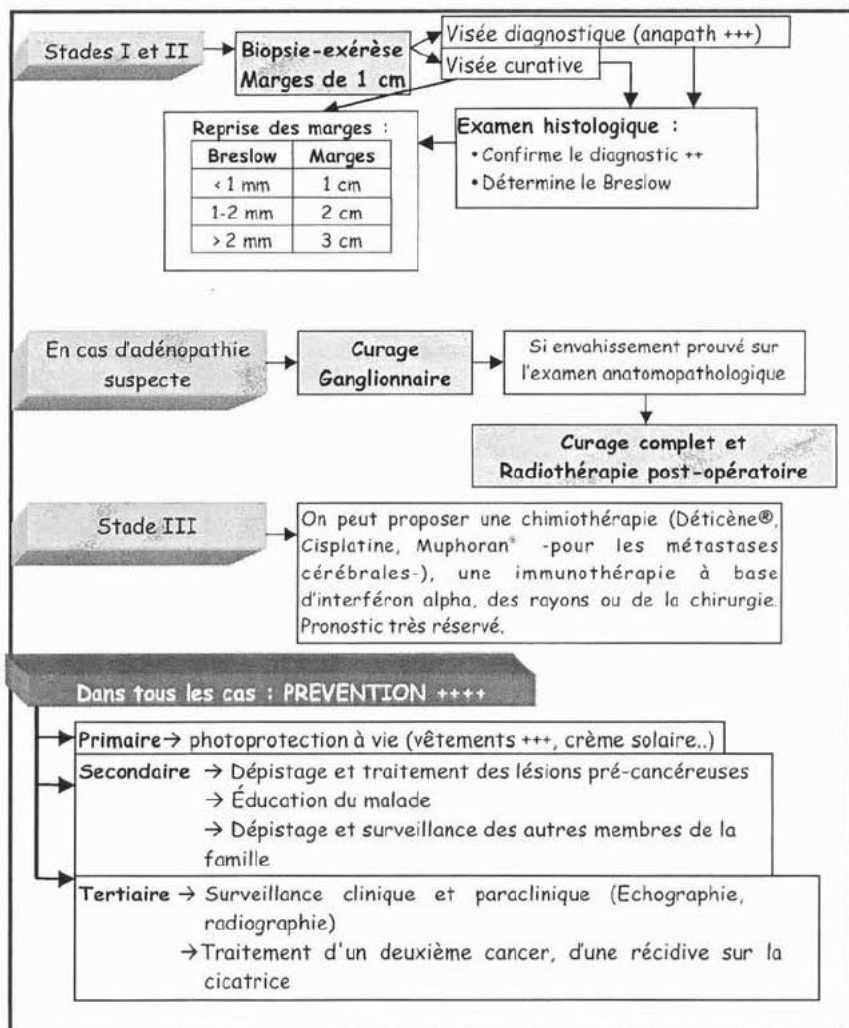 Stades I et II
Biopsie-exérèse
Marges de 1 cm
Visée diagnostique (anapath +++)
Visée curative
Reprise des marges :
Breslow Marges
< 1 mm 1 cm
1-2 mm 2 cm
> 2 mm 3 cm
Examen histologique :
• Confirme le diagnostic ++
• Détermine le Breslow
En cas d'adénopathie
suspecte
Curage
Ganglionnaire
Si envahissement prouvé sur
l'examen anatomopathologique
Curage complet et
Radiothérapie post-opératoire
Stade III
On peut proposer une chimiothérapie (Déticène®,
Cisplatine, Muphoran® -pour les métastases
cérébrales-), une immunothérapie à base
d'interféron alpha, des rayons ou de la chirurgie.
Pronostic très réservé.
Dans tous les cas : PREVENTION ++++
Primaire→ photoprotection à vie (vêtements +++, crème solaire..)
Secondaire → Dépistage et traitement des lésions pré-cancéreuses
→ Éducation du malade
→ Dépistage et surveillance des autres membres de la
famille
Tertiaire → Surveillance clinique et paraclinique (Echographie,
radiographie)
→Traitement d'un deuxième cancer, d'une récidive sur la
cicatrice